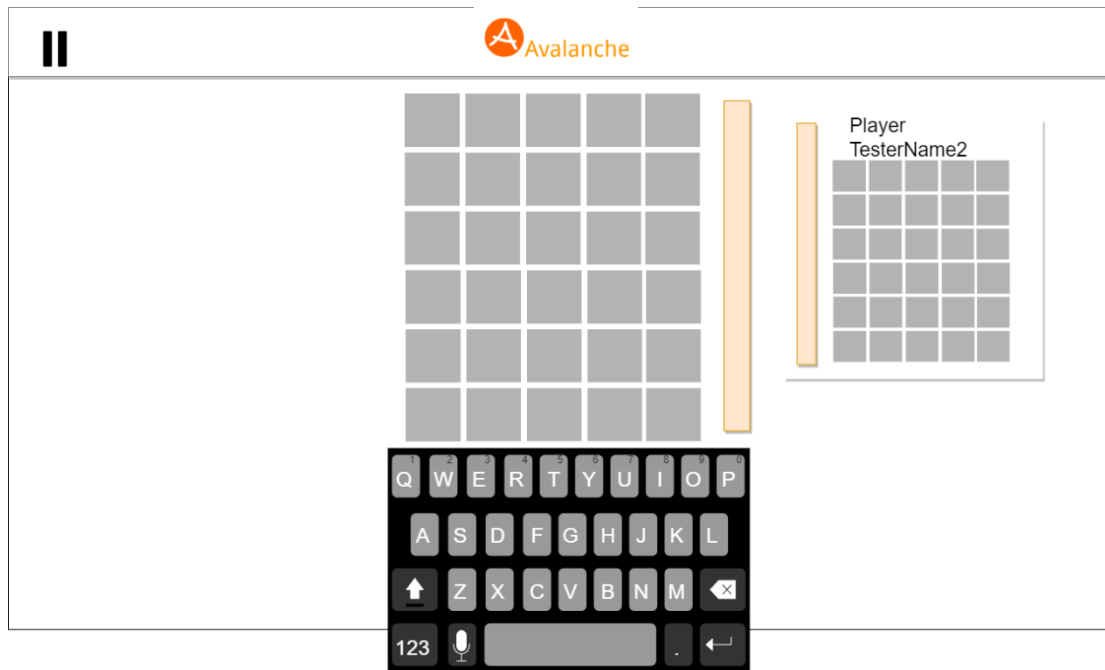 Avalanche
Player
TesterName2
1 2 3 4 5 6 7 8 9 0
Q W E R T Y U I O P
A S D F G H J K L
Z X C V B N M
123 .